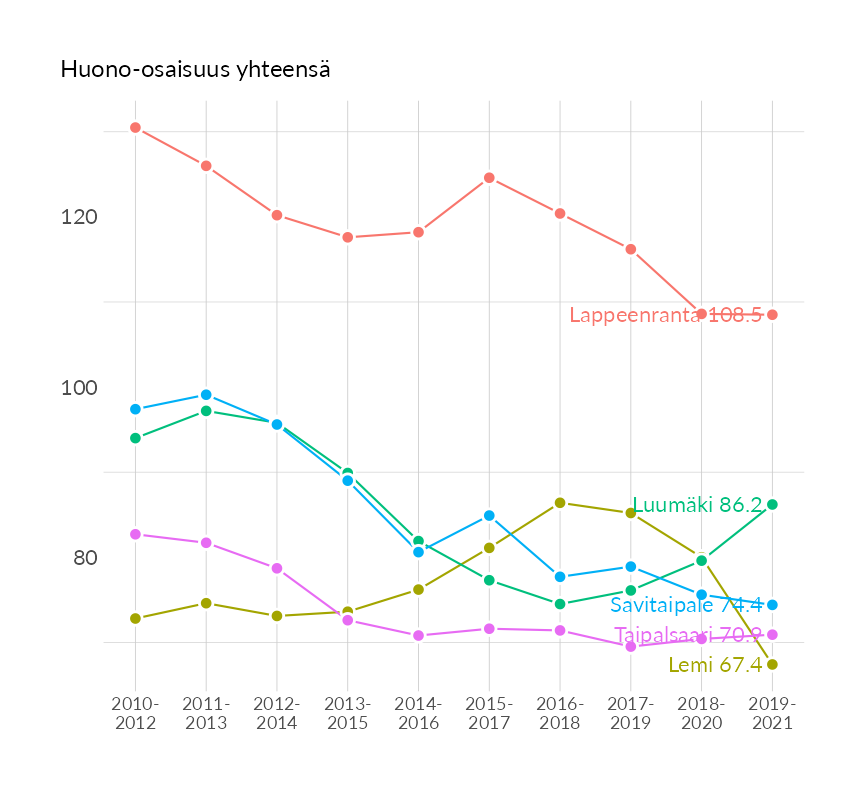 Huono-osaisuus yhteensä
120
100
80
Lappeenranta 108.5
Luumäki 86.2
Savitaipale 74.4
Taipalsaari 70.9
Lemi 67.4
2010- 2011- 2012- 2013- 2014- 2015- 2016- 2017- 2018- 2019-
2012 2013 2014 2015 2016 2017 2018 2019 2020 2021